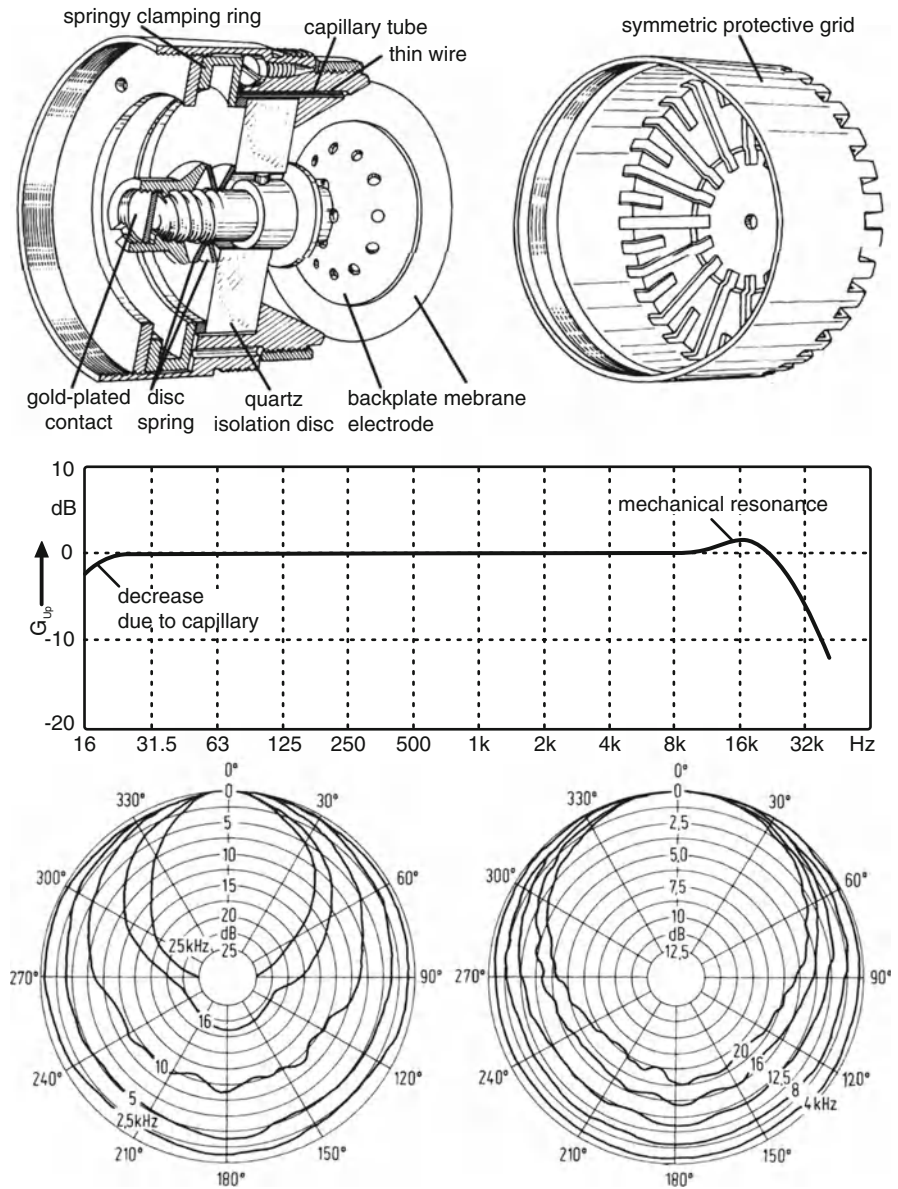 springy clamping ring
capillary tube
thin wire
symmetric protective grid
gold-plated
contact
disc
spring
quartz
isolation disc
backplate mebrane
electrode
10
dB
0
-10
-20
G_Up
mechanical resonance
decrease
due to capillary
16 31.5 63 125 250 500 1k 2k 4k 8k 16k 32k Hz
0°
330° 30°
300° 60°
270° 90°
240° 120°
210° 150°
180°
0
5
10
15
20
dB
25
25kHz
16
10
5
2,5kHz
0°
330° 30°
300° 60°
270° 90°
240° 120°
210° 150°
180°
0
2,5
5,0
7,5
10
dB
12,5
20
16
12,5
8
4kHz